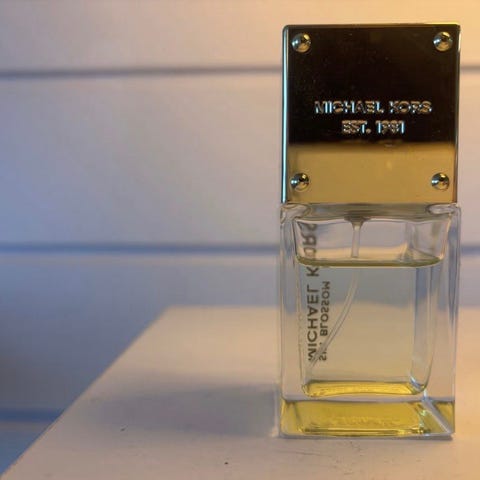 MICHAEL KORS
EST. 1981
MICHAEL KORS
BLOSSOM